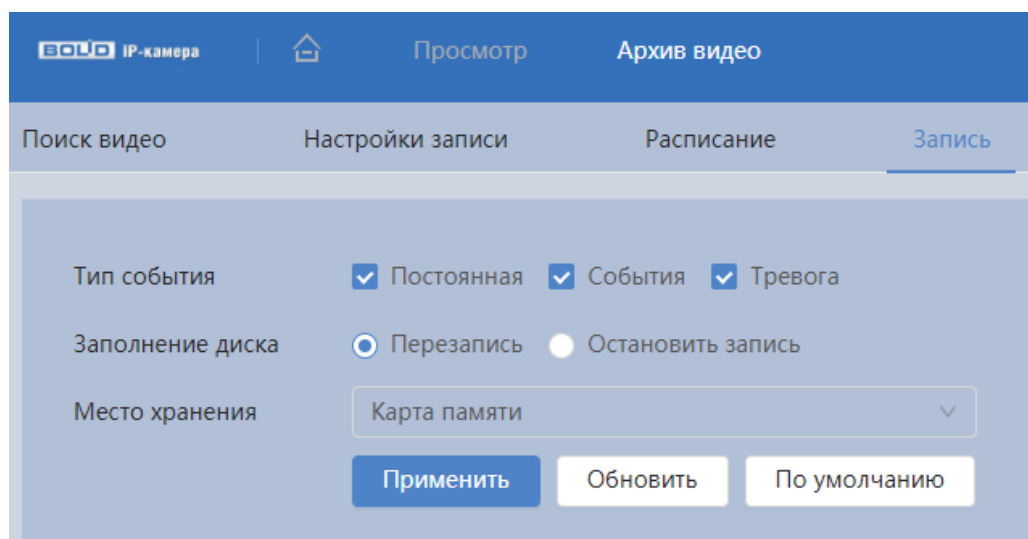 BOLID IP-камера Просмотр Архив видео
Поиск видео Настройки записи Расписание Запись
Тип события Постоянная События Тревога
Заполнение диска Перезапись Остановить запись
Место хранения Карта памяти
Применить Обновить По умолчанию